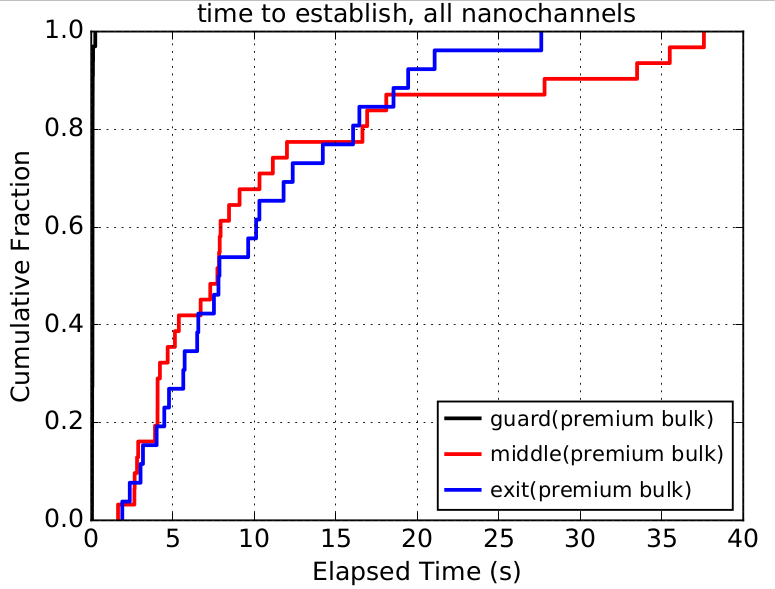 time to establish, all nanochannels
1.0
0.8
0.6
0.4
0.2
0.0
Cumulative Fraction
guard(premium bulk)
middle(premium bulk)
exit(premium bulk)
0 5 10 15 20 25 30 35 40
Elapsed Time (s)